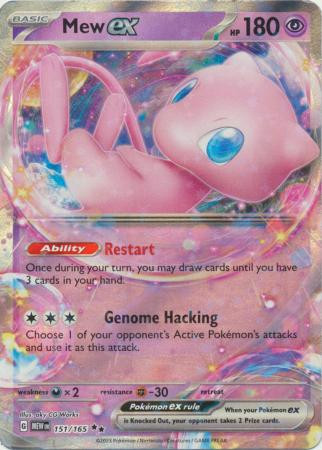 BASIC Mew ex HP 180
Ability Restart
Once during your turn, you may draw cards until you
have 3 cards in your hand.
Genome Hacking
Choose 1 of your opponent's Active Pokémon's attacks
and use it as this attack.
weakness ×2 resistance -30 retreat
Pokémon ex rule When your Pokémon ex
is Knocked Out, your opponent takes 2 Prize cards.
Illus. aky CG Works
G MEW EN 151/165
©2023 Pokémon / Nintendo / Creatures / GAME FREAK